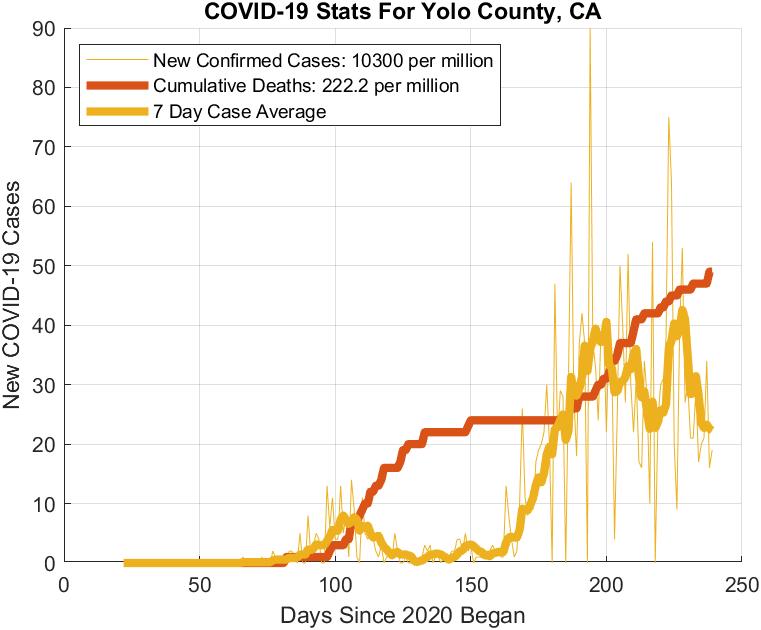 COVID-19 Stats For Yolo County, CA
New Confirmed Cases: 10300 per million
Cumulative Deaths: 222.2 per million
7 Day Case Average
New COVID-19 Cases
90
80
70
60
50
40
30
20
10
0
0 50 100 150 200 250
Days Since 2020 Began